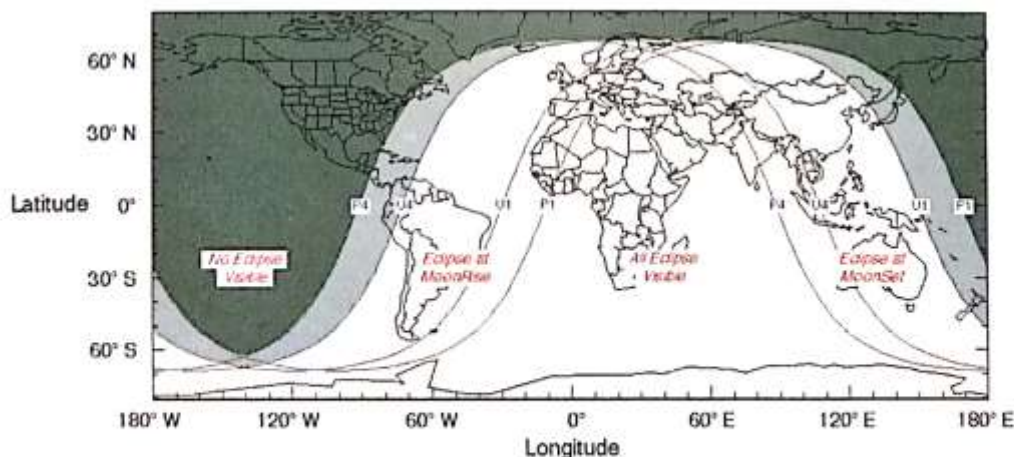 60° N
30° N
Latitude
0°
30° S
60° S
P4 U4 U1 P1 P4 U4 U1 P1
No Eclipse
Visible
Eclipse at
MoonRise
All Eclipse
Visible
Eclipse at
MoonSet
180° W 120° W 60° W 0° 60° E 120° E 180° E
Longitude